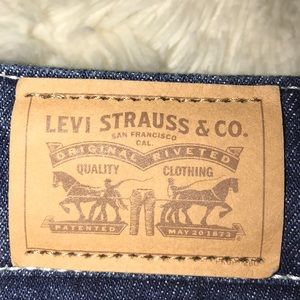 LEVI STRAUSS & CO.
SAN FRANCISCO
CAL.
ORIGINAL RIVETED
QUALITY CLOTHING
PATENTED MAY 20 1873